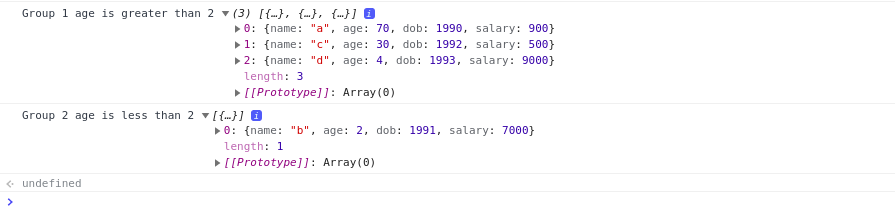 Group 1 age is greater than 2 ▼(3) [{…}, {…}, {…}] i
▶0: {name: "a", age: 70, dob: 1990, salary: 900}
▶1: {name: "c", age: 30, dob: 1992, salary: 500}
▶2: {name: "d", age: 4, dob: 1993, salary: 9000}
length: 3
▶[[Prototype]]: Array(0)
Group 2 age is less than 2 ▼[{…}] i
▶0: {name: "b", age: 2, dob: 1991, salary: 7000}
length: 1
▶[[Prototype]]: Array(0)
undefined